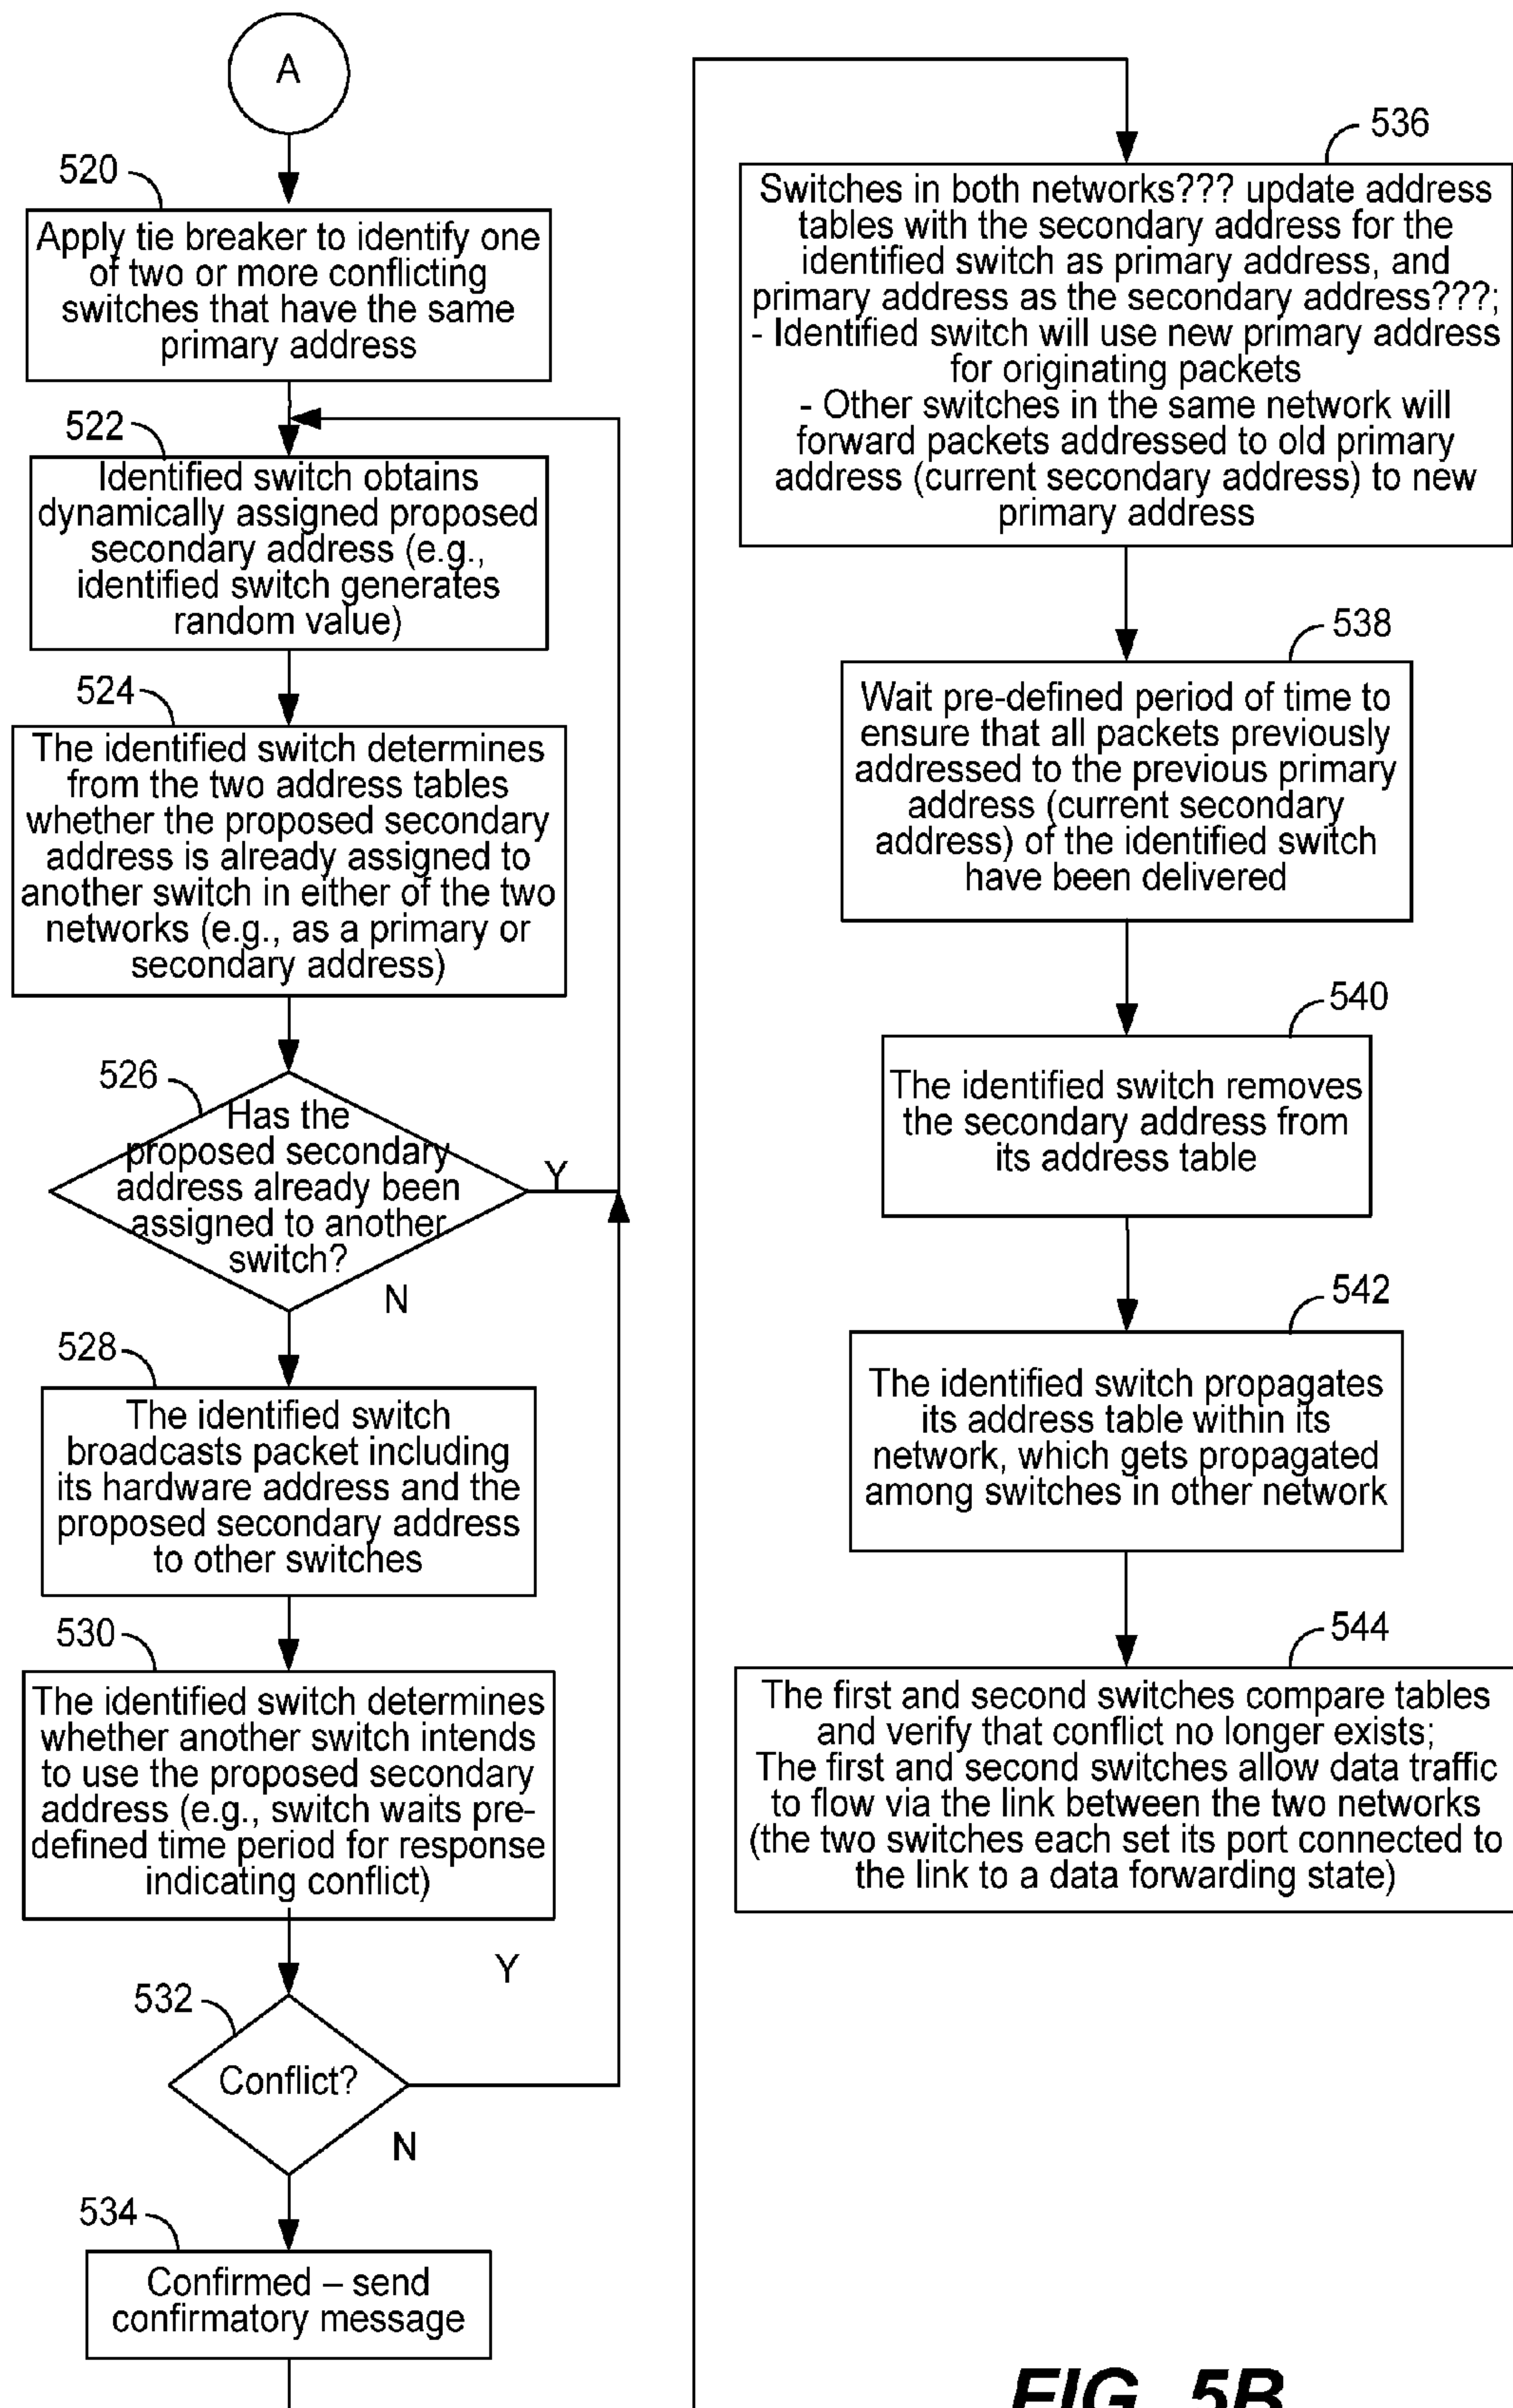 A
520
Apply tie breaker to identify one
of two or more conflicting
switches that have the same
primary address
522
Identified switch obtains
dynamically assigned proposed
secondary address (e.g.,
identified switch generates
random value)
524
The identified switch determines
from the two address tables
whether the proposed secondary
address is already assigned to
another switch in either of the two
networks (e.g., as a primary or
secondary address)
526
Has the
proposed secondary
address already been
assigned to another
switch?
Y
N
528
The identified switch
broadcasts packet including
its hardware address and the
proposed secondary address
to other switches
530
The identified switch determines
whether another switch intends
to use the proposed secondary
address (e.g., switch waits pre-
defined time period for response
indicating conflict)
Y
532
Conflict?
N
534
Confirmed – send
confirmatory message
536
Switches in both networks??? update address
tables with the secondary address for the
identified switch as primary address, and
primary address as the secondary address???;
- Identified switch will use new primary address
for originating packets
- Other switches in the same network will
forward packets addressed to old primary
address (current secondary address) to new
primary address
538
Wait pre-defined period of time to
ensure that all packets previously
addressed to the previous primary
address (current secondary
address) of the identified switch
have been delivered
540
The identified switch removes
the secondary address from
its address table
542
The identified switch propagates
its address table within its
network, which gets propagated
among switches in other network
544
The first and second switches compare tables
and verify that conflict no longer exists;
The first and second switches allow data traffic
to flow via the link between the two networks
(the two switches each set its port connected to
the link to a data forwarding state)
FIG. 5B